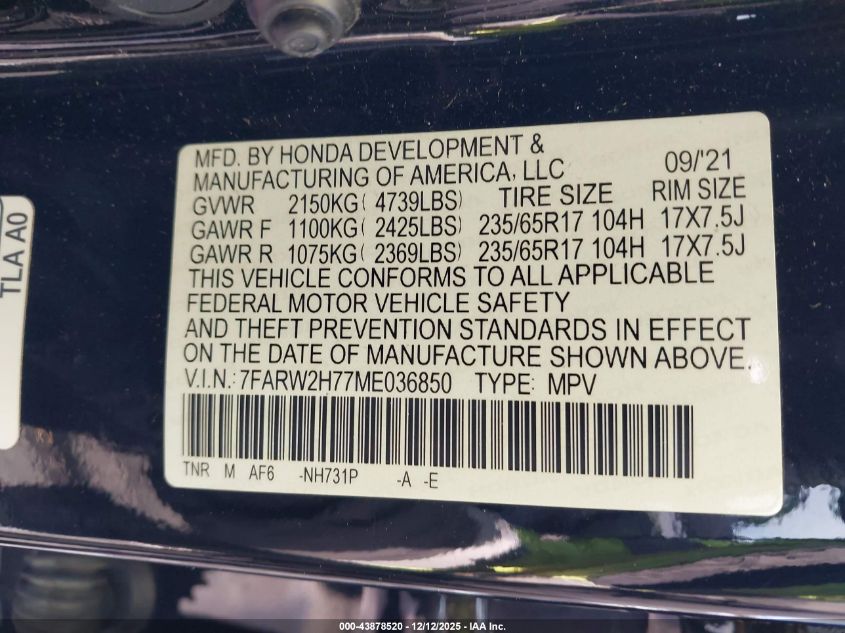 MFD. BY HONDA DEVELOPMENT &
MANUFACTURING OF AMERICA, LLC 09/'21
GVWR 2150KG( 4739LBS) TIRE SIZE RIM SIZE
GAWR F 1100KG( 2425LBS) 235/65R17 104H 17X7.5J
GAWR R 1075KG( 2369LBS) 235/65R17 104H 17X7.5J
THIS VEHICLE CONFORMS TO ALL APPLICABLE
FEDERAL MOTOR VEHICLE SAFETY
AND THEFT PREVENTION STANDARDS IN EFFECT
ON THE DATE OF MANUFACTURE SHOWN ABOVE.
V.I.N.: 7FARW2H77ME036850 TYPE: MPV
TNR M AF6 -NH731P -A -E
TLA A0
000-43878520 - 12/12/2025 - IAA Inc.